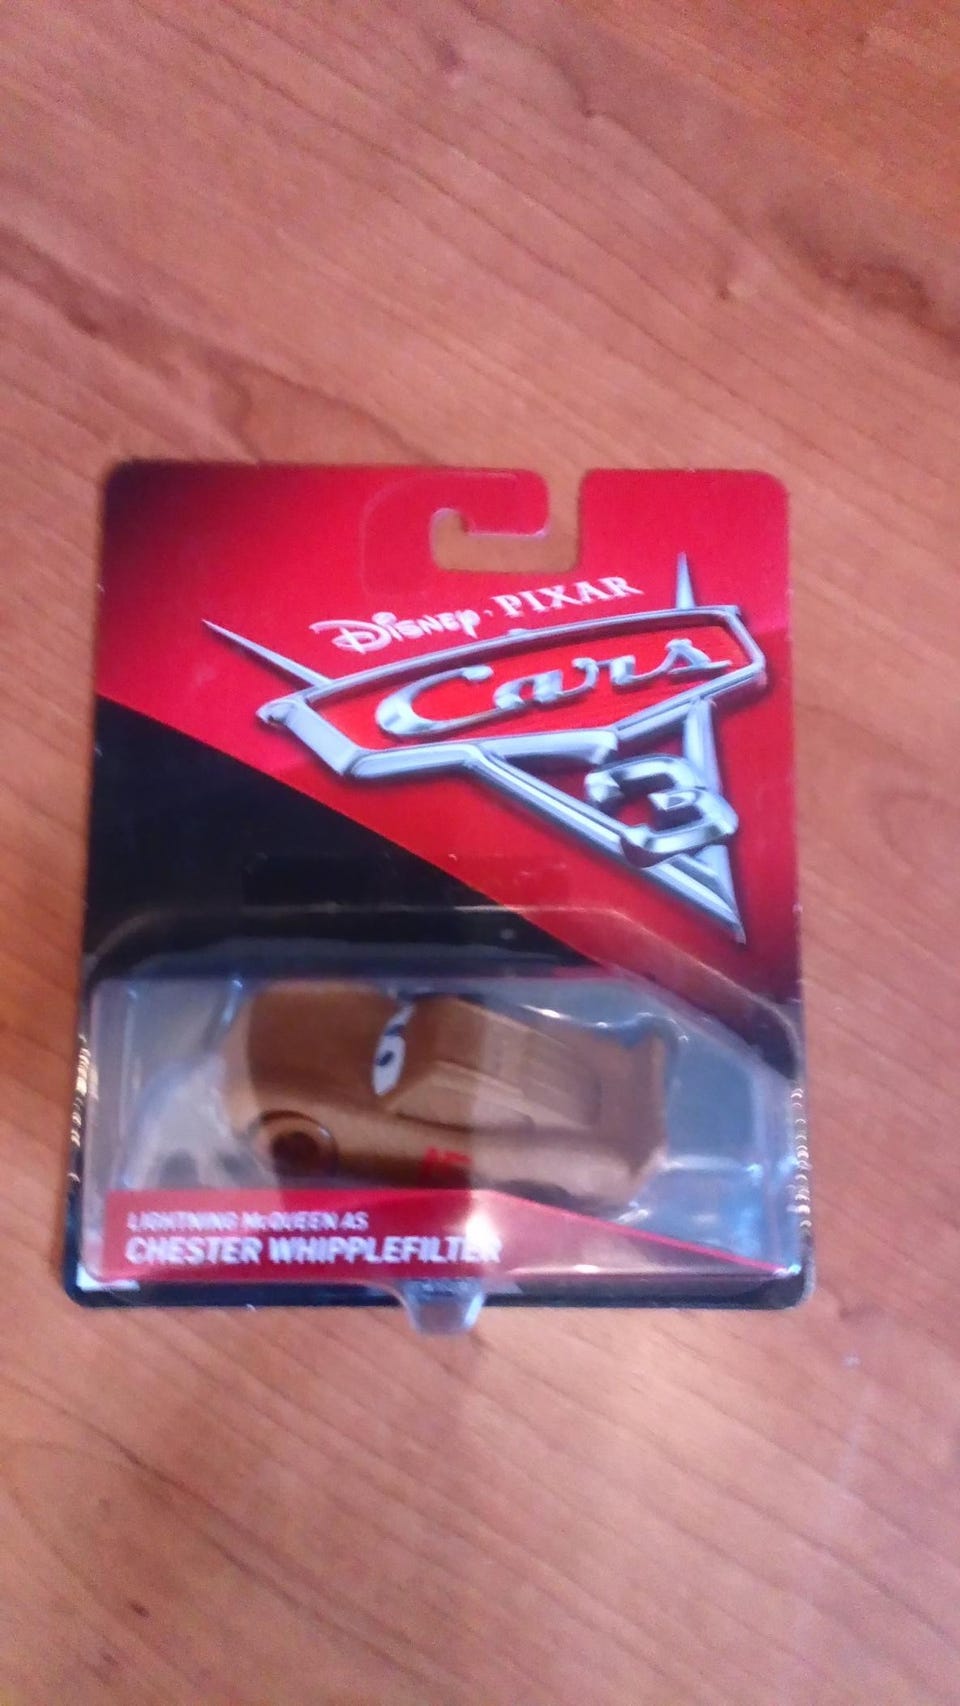 Disney·PIXAR
Cars
3
LIGHTNING McQUEEN AS
CHESTER WHIPPLEFILTER